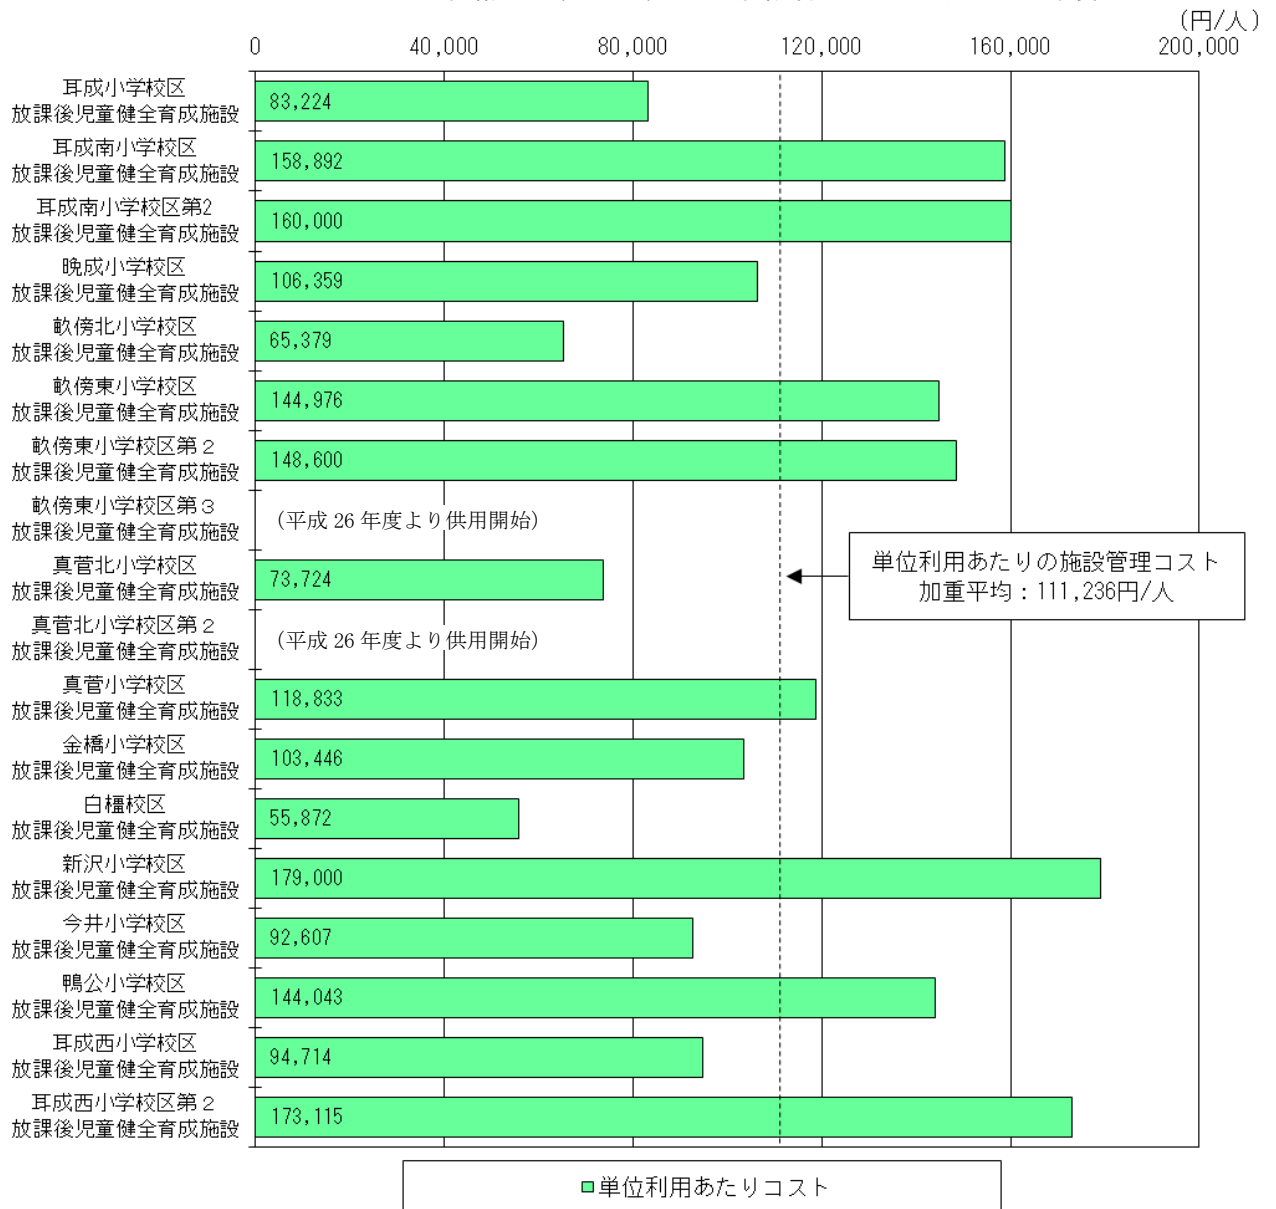 (円/人)
0 40,000 80,000 120,000 160,000 200,000
耳成小学校区
放課後児童健全育成施設
83,224
耳成南小学校区
放課後児童健全育成施設
158,892
耳成南小学校区第2
放課後児童健全育成施設
160,000
晩成小学校区
放課後児童健全育成施設
106,359
畝傍北小学校区
放課後児童健全育成施設
65,379
畝傍東小学校区
放課後児童健全育成施設
144,976
畝傍東小学校区第２
放課後児童健全育成施設
148,600
畝傍東小学校区第３
放課後児童健全育成施設
(平成 26 年度より供用開始)
真菅北小学校区
放課後児童健全育成施設
73,724
単位利用あたりの施設管理コスト
加重平均：111,236円/人
真菅北小学校区第２
放課後児童健全育成施設
(平成 26 年度より供用開始)
真菅小学校区
放課後児童健全育成施設
118,833
金橋小学校区
放課後児童健全育成施設
103,446
白橿校区
放課後児童健全育成施設
55,872
新沢小学校区
放課後児童健全育成施設
179,000
今井小学校区
放課後児童健全育成施設
92,607
鴨公小学校区
放課後児童健全育成施設
144,043
耳成西小学校区
放課後児童健全育成施設
94,714
耳成西小学校区第２
放課後児童健全育成施設
173,115
単位利用あたりコスト